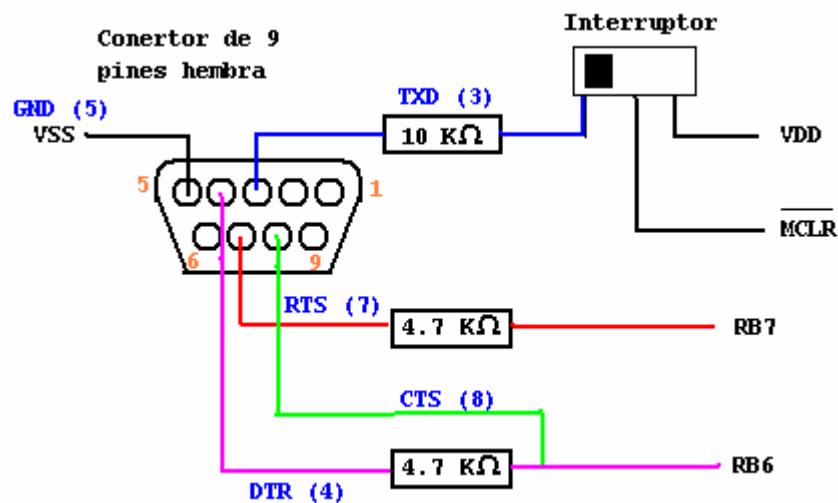 Interruptor
Conertor de 9
pines hembra
TXD (3)
GND (5)
VSS
10 KΩ
VDD
5
1
MCLR
6
9
RTS (7)
4.7 KΩ
RB7
CTS (8)
4.7 KΩ
RB6
DTR (4)